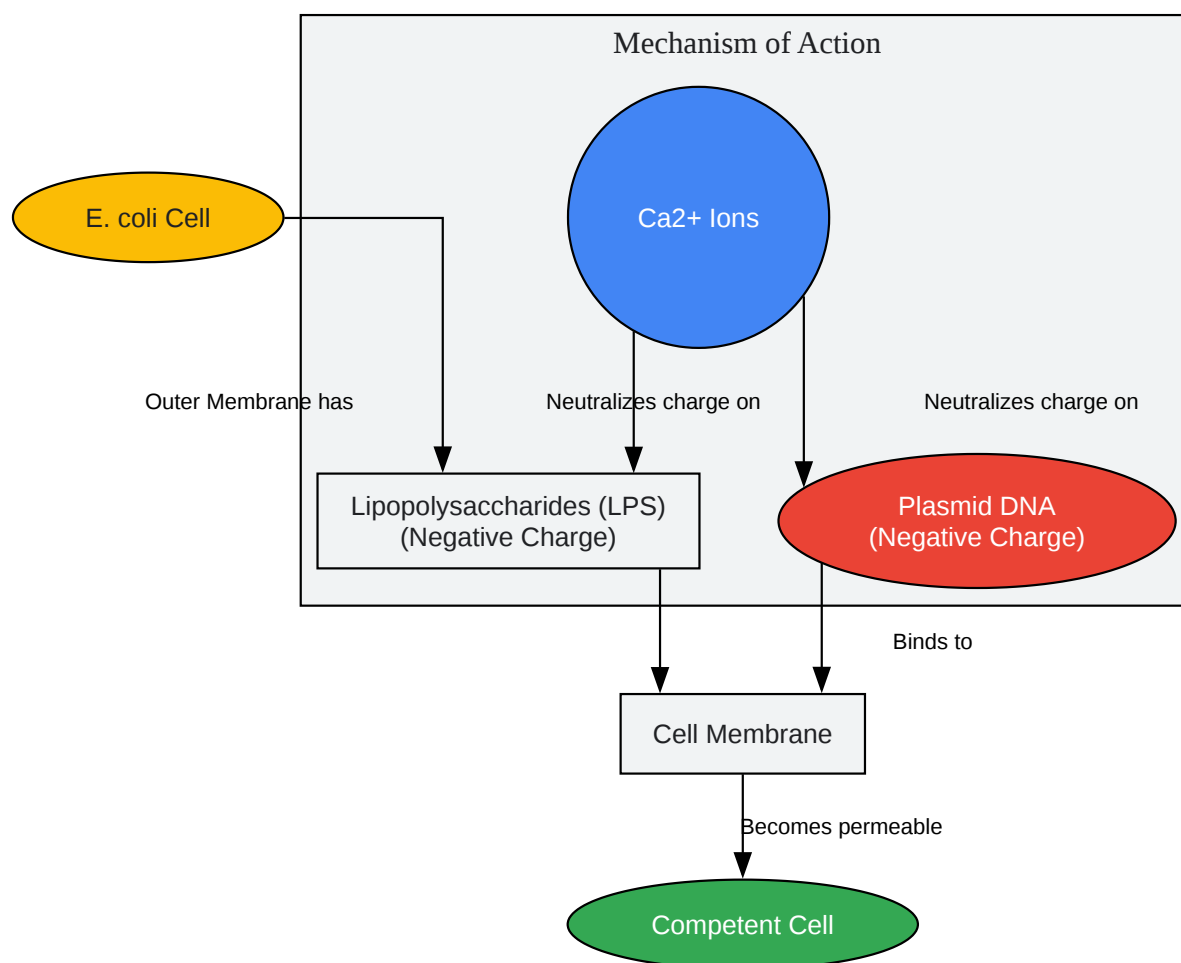 Mechanism of Action
E. coli Cell
Ca2+ Ions
Outer Membrane has
Neutralizes charge on
Neutralizes charge on
Lipopolysaccharides (LPS)
(Negative Charge)
Plasmid DNA
(Negative Charge)
Binds to
Cell Membrane
Becomes permeable
Competent Cell